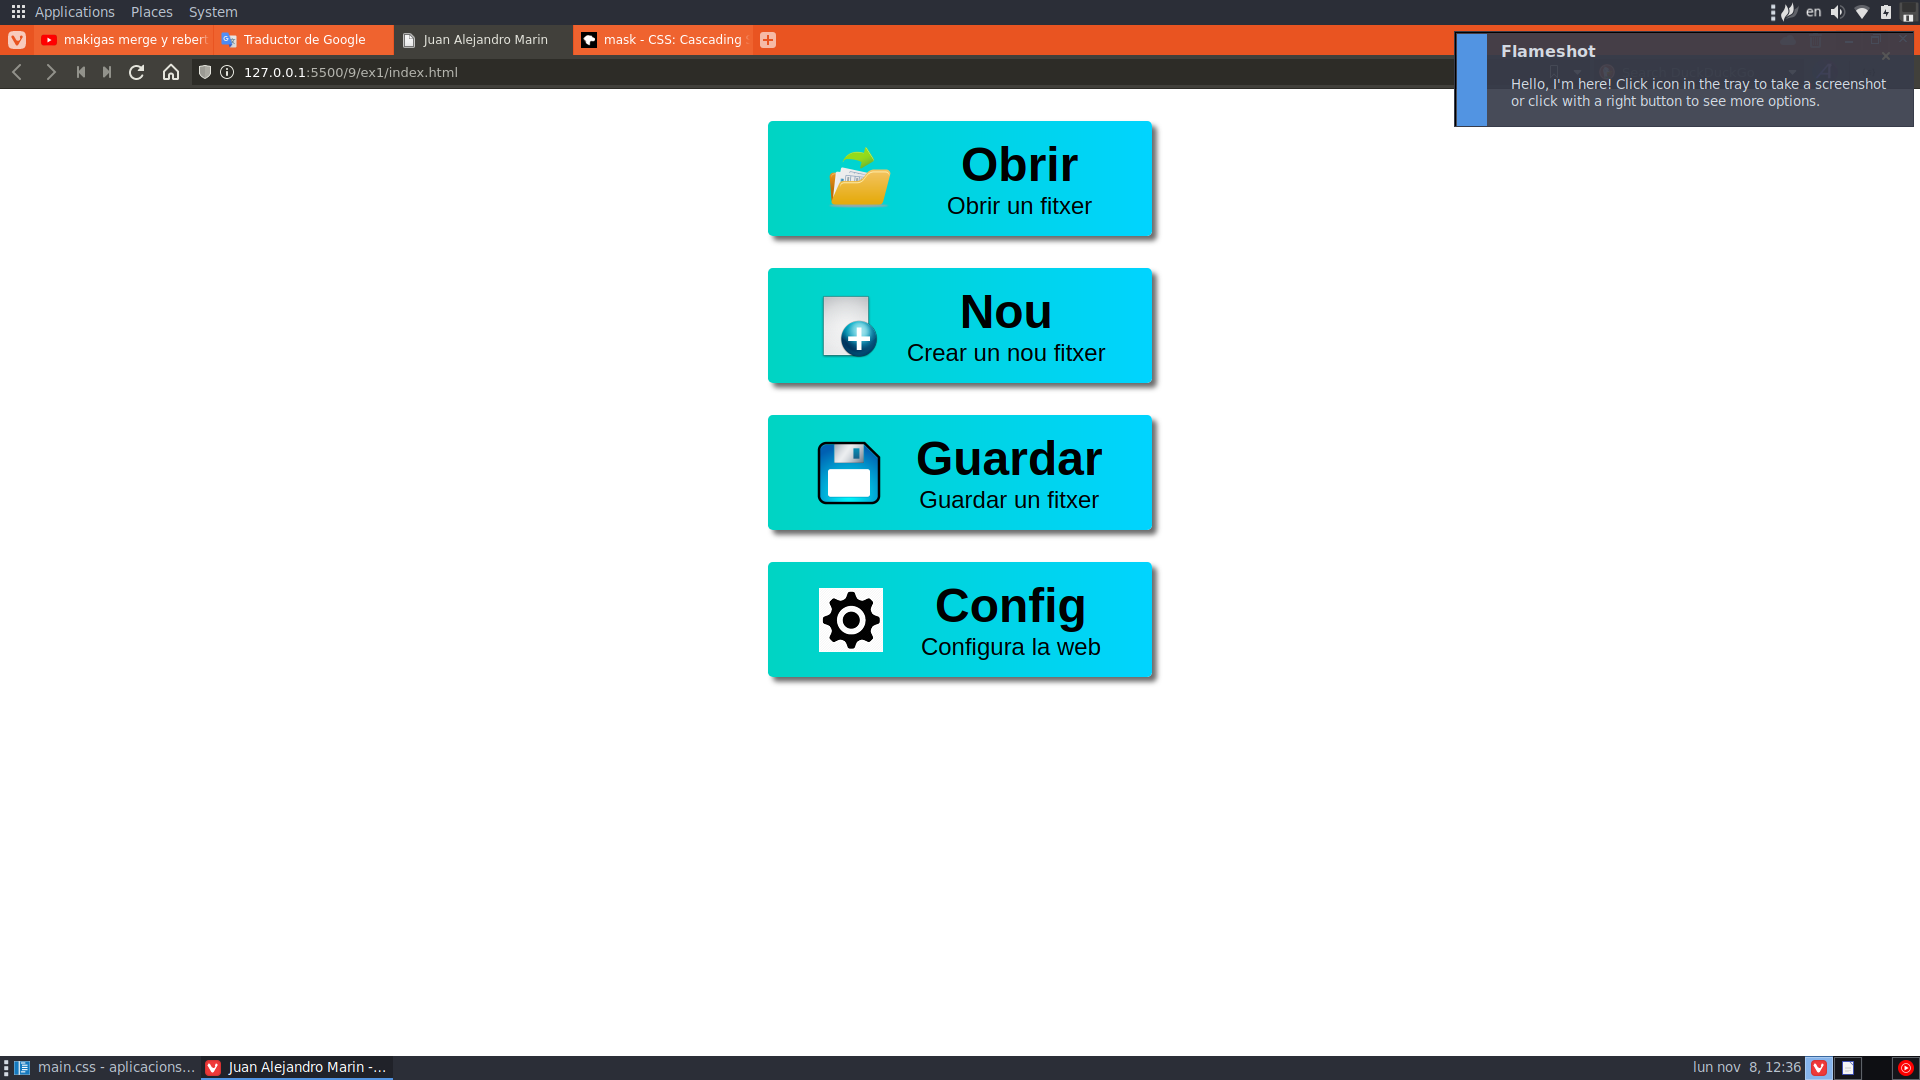 Applications Places System
en
makigas merge y rebert
Traductor de Google
Juan Alejandro Marin
mask - CSS: Cascading
127.0.0.1:5500/9/ex1/index.html
Flameshot
Hello, I'm here! Click icon in the tray to take a screenshot
or click with a right button to see more options.
Obrir
Obrir un fitxer
Nou
Crear un nou fitxer
Guardar
Guardar un fitxer
Config
Configura la web
main.css - aplicacions...
Juan Alejandro Marin -...
lun nov 8, 12:36